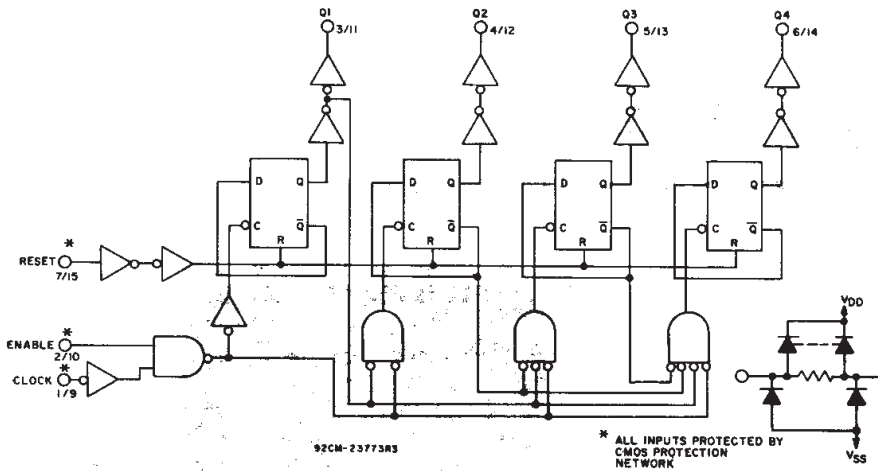 Q1
3/11
Q2
4/12
Q3
5/13
Q4
6/14
D Q
C Q̅
R
D Q
C Q̅
R
D Q
C Q̅
R
D Q
C Q̅
R
*
RESET
7/15
*
ENABLE
2/10
*
CLOCK
1/9
VDD
VSS
92CM-23773R3
* ALL INPUTS PROTECTED BY
CMOS PROTECTION
NETWORK